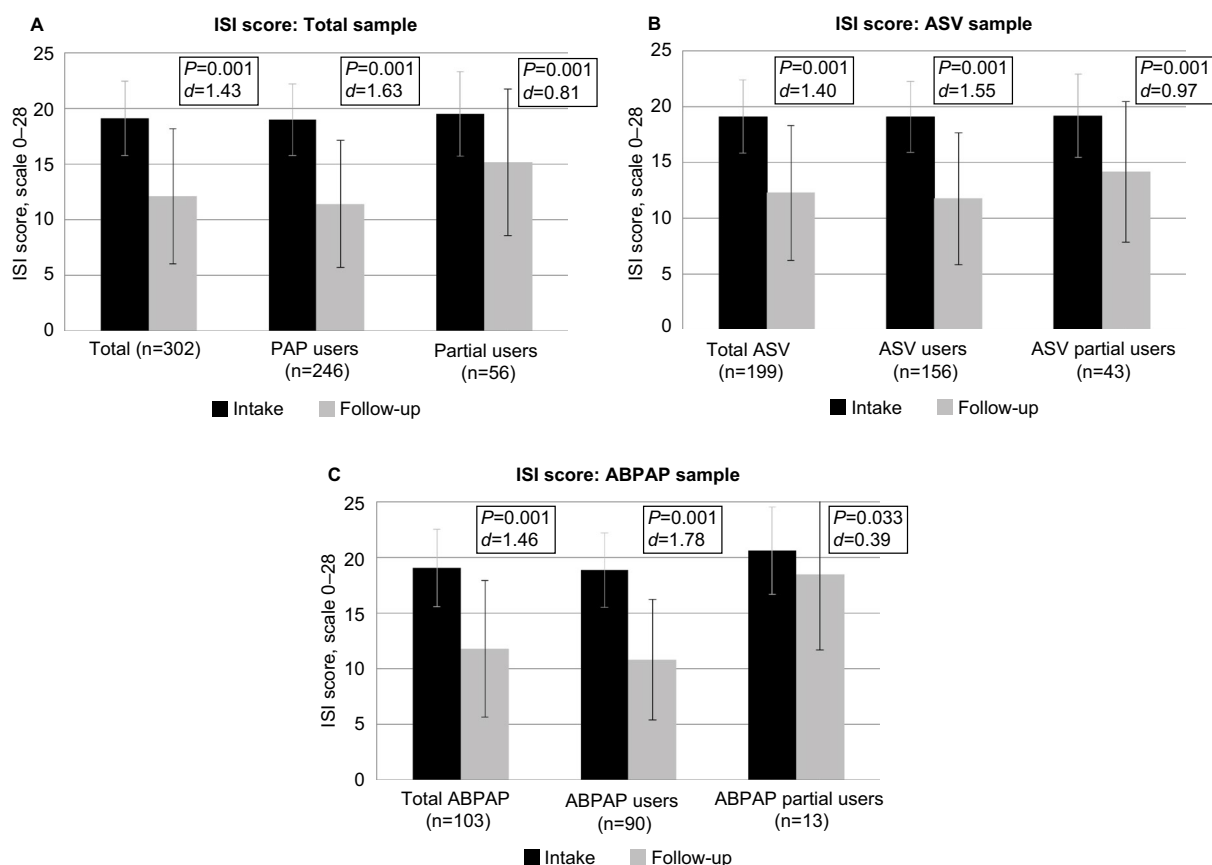 A
ISI score: Total sample
ISI score, scale 0–28
25
20
15
10
5
0
P=0.001
d=1.43
P=0.001
d=1.63
P=0.001
d=0.81
Total (n=302)
PAP users
(n=246)
Partial users
(n=56)
Intake
Follow-up
B
ISI score: ASV sample
ISI score, scale 0–28
25
20
15
10
5
0
P=0.001
d=1.40
P=0.001
d=1.55
P=0.001
d=0.97
Total ASV
(n=199)
ASV users
(n=156)
ASV partial users
(n=43)
Intake
Follow-up
C
ISI score: ABPAP sample
ISI score, scale 0–28
25
20
15
10
5
0
P=0.001
d=1.46
P=0.001
d=1.78
P=0.033
d=0.39
Total ABPAP
(n=103)
ABPAP users
(n=90)
ABPAP partial users
(n=13)
Intake
Follow-up